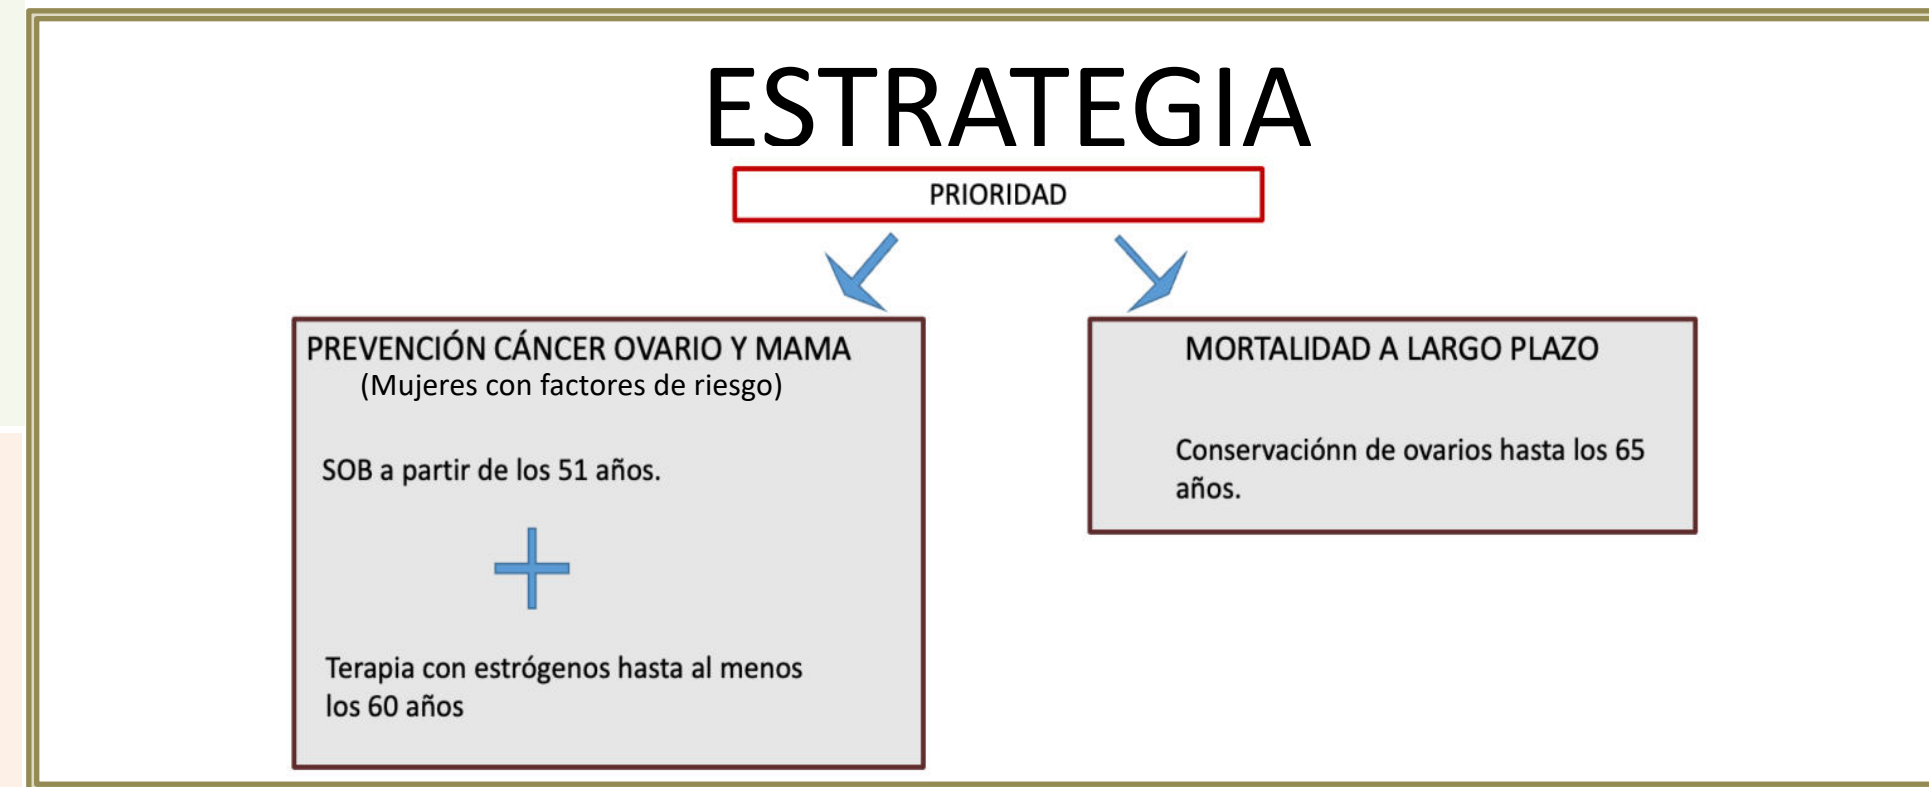 ESTRATEGIA
PRIORIDAD
PREVENCIÓN CÁNCER OVARIO Y MAMA
(Mujeres con factores de riesgo)
SOB a partir de los 51 años.
Terapia con estrógenos hasta al menos
los 60 años
MORTALIDAD A LARGO PLAZO
Conservaciónn de ovarios hasta los 65
años.